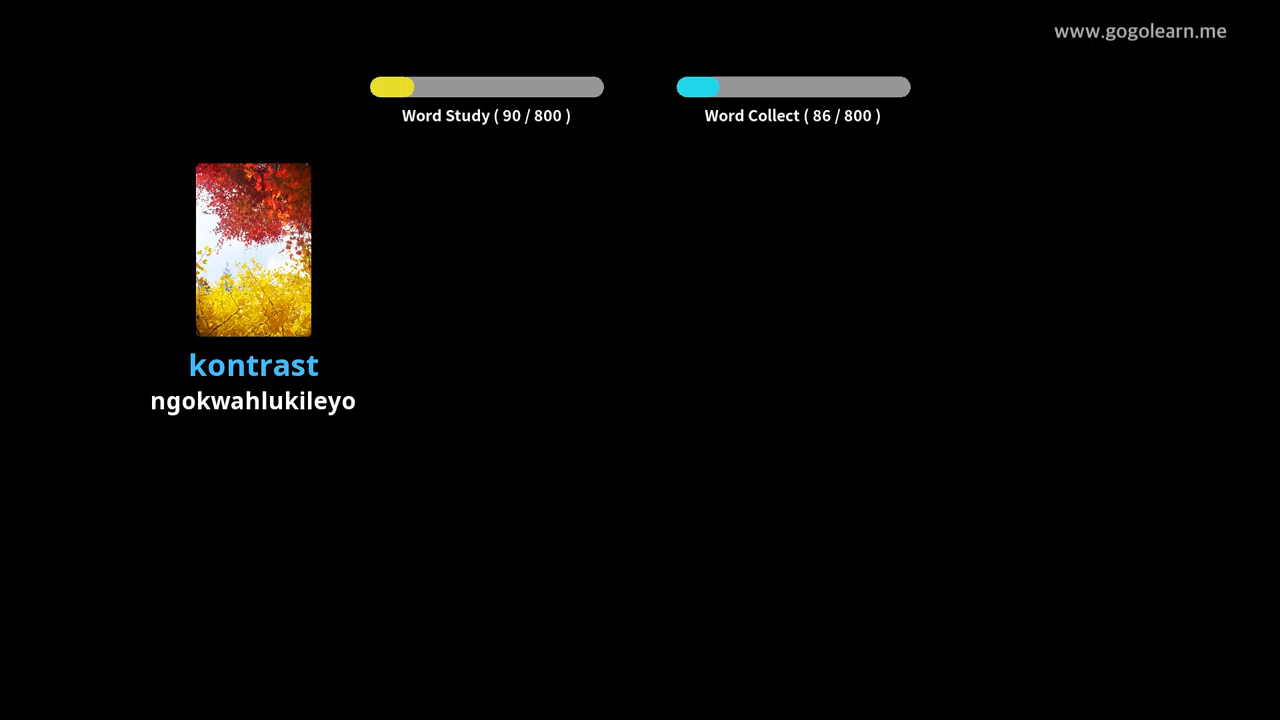 www.gogolearn.me
Word Study ( 90 / 800 )
Word Collect ( 86 / 800 )
kontrast
ngokwahlukileyo